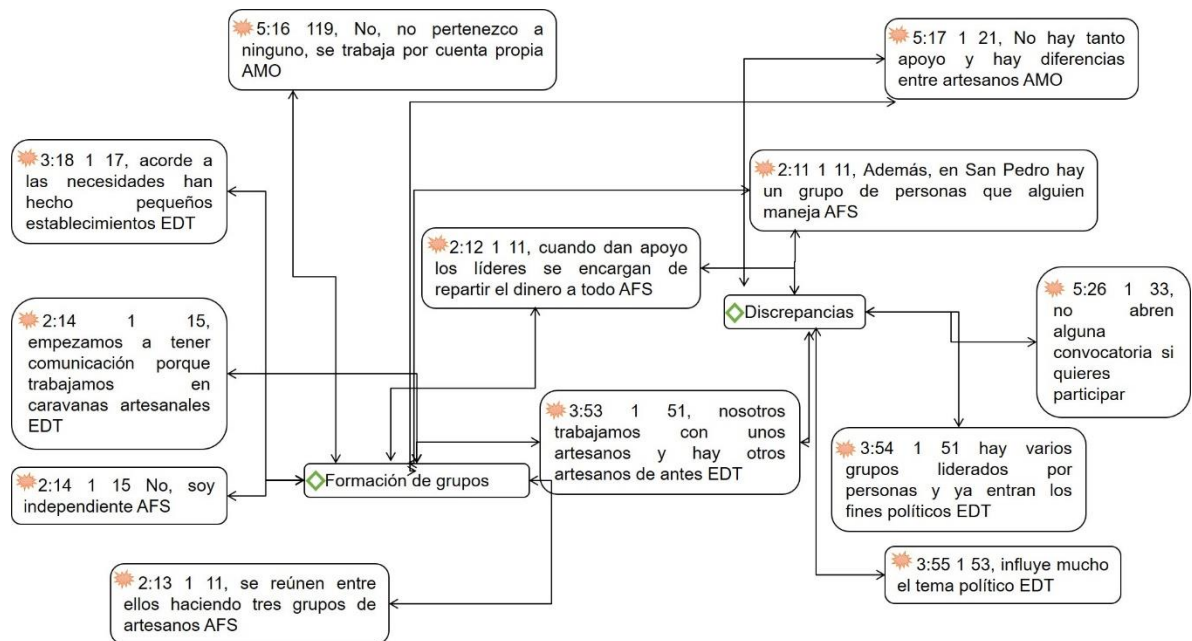 5:16 119, No, no pertenezco a
ninguno, se trabaja por cuenta propia
AMO
5:17 1 21, No hay tanto
apoyo y hay diferencias
entre artesanos AMO
3:18 1 17, acorde a
las necesidades han
hecho pequeños
establecimientos EDT
2:11 1 11, Además, en San Pedro hay
un grupo de personas que alguien
maneja AFS
2:12 1 11, cuando dan apoyo
los líderes se encargan de
repartir el dinero a todo AFS
5:26 1 33,
no abren
alguna
convocatoria si
quieres
participar
Discrepancias
2:14 1 15,
empezamos a tener
comunicación porque
trabajamos en
caravanas artesanales
EDT
3:53 1 51, nosotros
trabajamos con unos
artesanos y hay otros
artesanos de antes EDT
3:54 1 51 hay varios
grupos liderados por
personas y ya entran los
fines políticos EDT
2:14 1 15 No, soy
independiente AFS
Formación de grupos
3:55 1 53, influye mucho
el tema político EDT
2:13 1 11, se reúnen entre
ellos haciendo tres grupos de
artesanos AFS